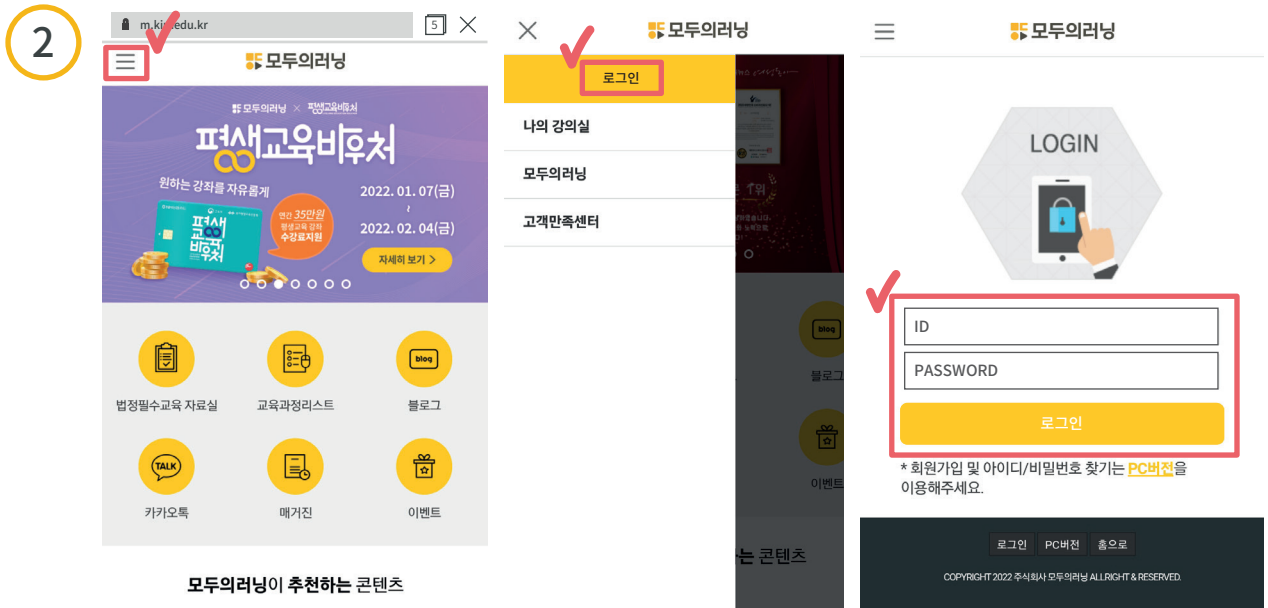 2
5
모두의러닝
모두의러닝 × 평생교육바우처
평생교육바우처
원하는 강좌를 자유롭게
2022. 01. 07(금)
~
2022. 02. 04(금)
연간 35만원
평생교육 강좌
수강료지원
자세히 보기 >
법정필수교육 자료실
교육과정리스트
blog
블로그
TALK
카카오톡
매거진
이벤트
모두의러닝이 추천하는 콘텐츠
모두의러닝
로그인
나의 강의실
모두의러닝
고객만족센터
blog
블로그
이벤트
는 콘텐츠
모두의러닝
LOGIN
ID
PASSWORD
로그인
* 회원가입 및 아이디/비밀번호 찾기는 PC버전을
이용해주세요.
로그인 PC버전 홈으로
COPYRIGHT 2022 주식회사 모두의러닝 ALLRIGHT & RESERVED.